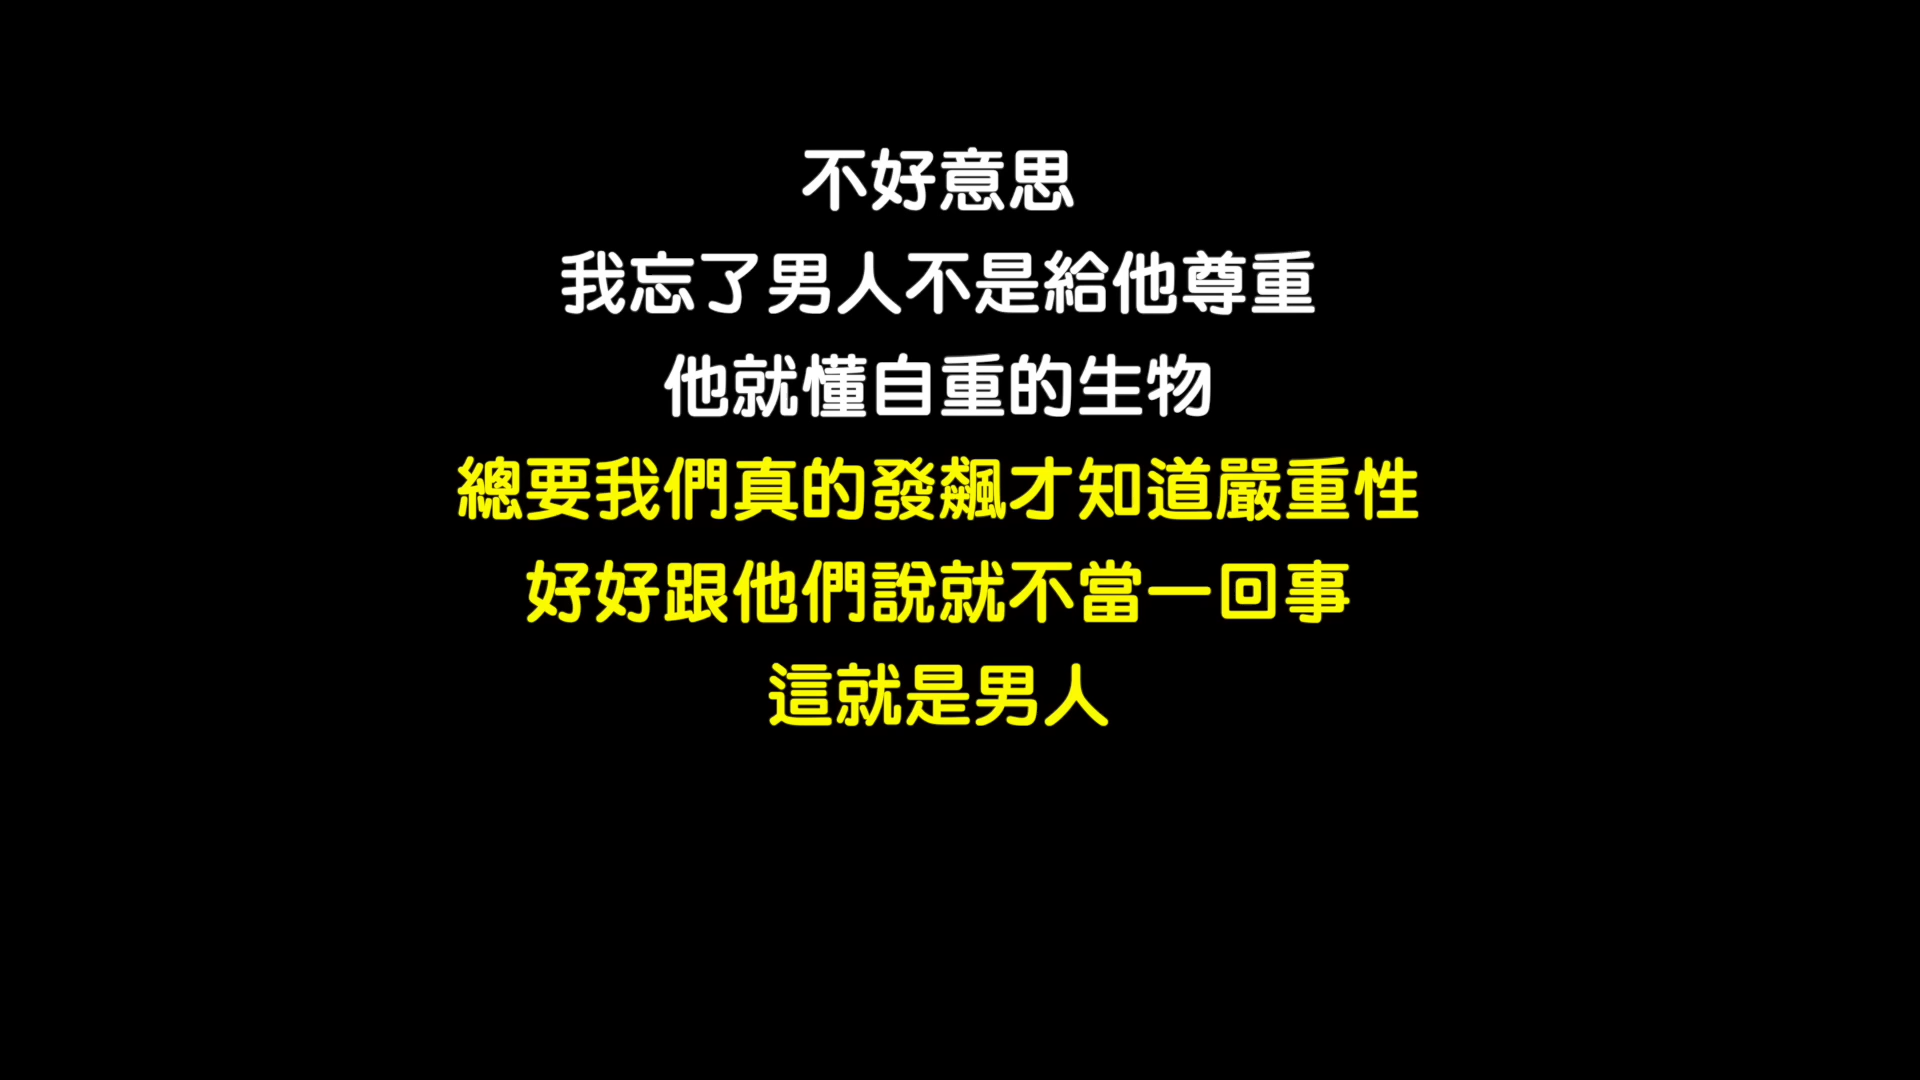 不好意思
我忘了男人不是給他尊重
他就懂自重的生物
總要我們真的發飆才知道嚴重性
好好跟他們說就不當一回事
這就是男人